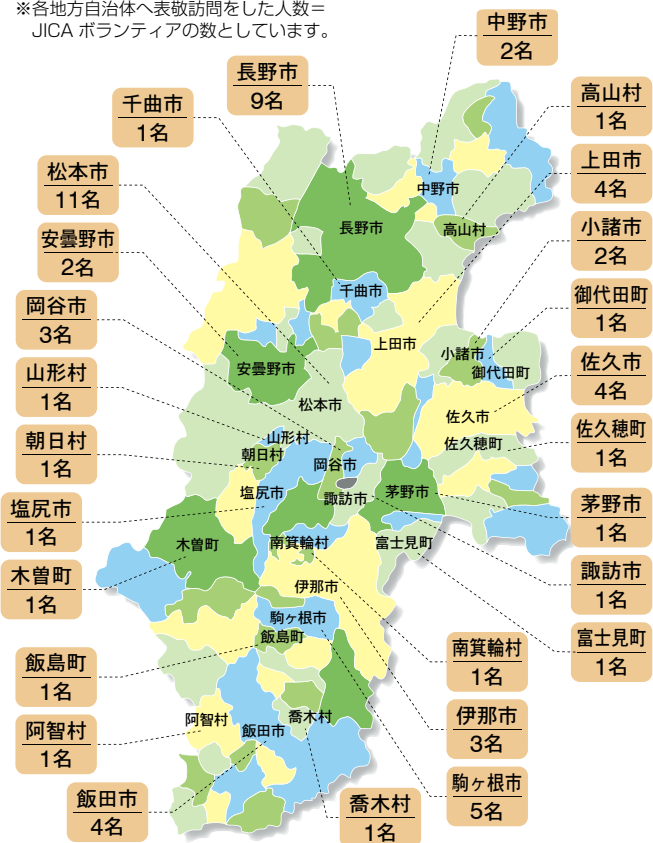 ※各地方自治体へ表敬訪問をした人数＝
JICA ボランティアの数としています。
中野市
2名
長野市
9名
千曲市
1名
高山村
1名
松本市
11名
上田市
4名
安曇野市
2名
小諸市
2名
岡谷市
3名
御代田町
1名
山形村
1名
佐久市
4名
朝日村
1名
佐久穂町
1名
塩尻市
1名
茅野市
1名
木曽町
1名
諏訪市
1名
飯島町
1名
富士見町
1名
南箕輪村
1名
阿智村
1名
伊那市
3名
飯田市
4名
駒ヶ根市
5名
喬木村
1名
中野市
長野市
高山村
千曲市
上田市
小諸市
御代田町
安曇野市
松本市
佐久市
山形村
佐久穂町
朝日村
岡谷市
塩尻市
諏訪市
茅野市
木曽町
南箕輪村
富士見町
伊那市
駒ヶ根市
飯島町
阿智村
喬木村
飯田市